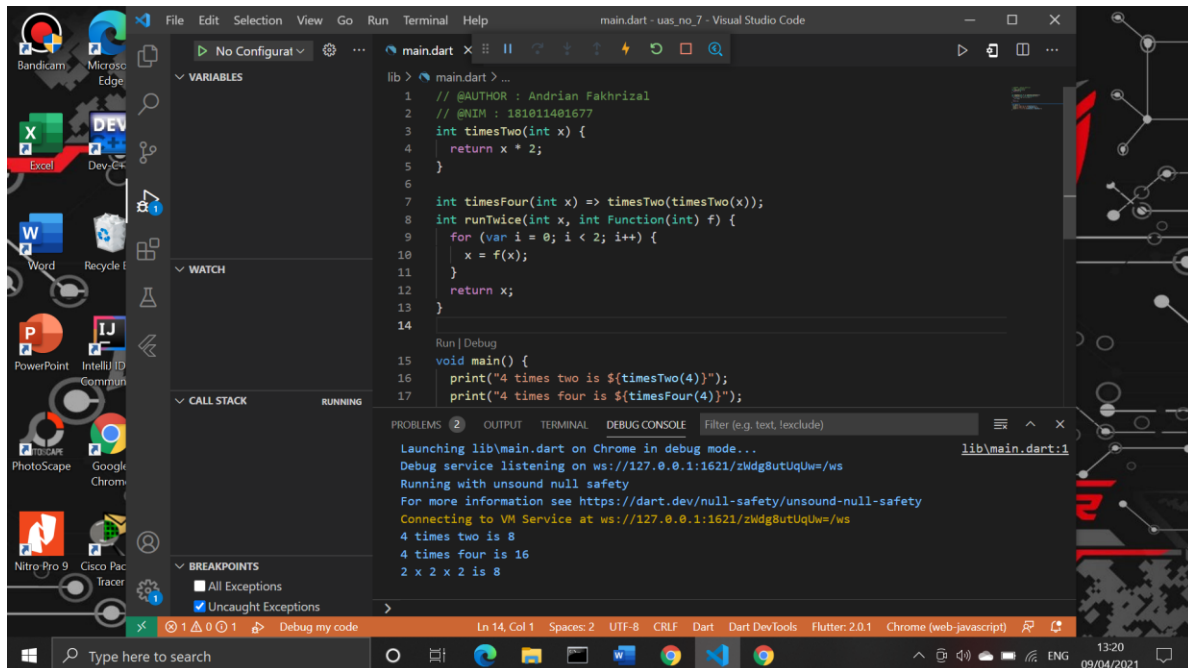 File Edit Selection View Go Run Terminal Help main.dart - uas_no_7 - Visual Studio Code
Bandicam
Edge
Excel
DEV
Word
PowerPoint
PhotoScape
Google
Chrome
Nitro Pro 9
Tracer
No Configurat
VARIABLES
WATCH
CALL STACK RUNNING
BREAKPOINTS
All Exceptions
Uncaught Exceptions
main.dart
lib > main.dart > ...
1 // @AUTHOR : Andrian Fakhrizal
2 // @NIM : 181011401677
3 int timesTwo(int x) {
4 return x * 2;
5 }
6
7 int timesFour(int x) => timesTwo(timesTwo(x));
8 int runTwice(int x, int Function(int) f) {
9 for (var i = 0; i < 2; i++) {
10 x = f(x);
11 }
12 return x;
13 }
14
Run | Debug
15 void main() {
16 print("4 times two is ${timesTwo(4)}");
17 print("4 times four is ${timesFour(4)}");
PROBLEMS 2 OUTPUT TERMINAL DEBUG CONSOLE Filter (e.g. text, !exclude)
Launching lib\main.dart on Chrome in debug mode... lib\main.dart:1
Debug service listening on ws://127.0.0.1:1621/zWdg8utUqUw=/ws
Running with unsound null safety
For more information see https://dart.dev/null-safety/unsound-null-safety
Connecting to VM Service at ws://127.0.0.1:1621/zWdg8utUqUw=/ws
4 times two is 8
4 times four is 16
2 x 2 x 2 is 8
1 0 1 Debug my code Ln 14, Col 1 Spaces: 2 UTF-8 CRLF Dart Dart DevTools Flutter: 2.0.1 Chrome (web-javascript)
Type here to search ENG 13:20
09/04/2021